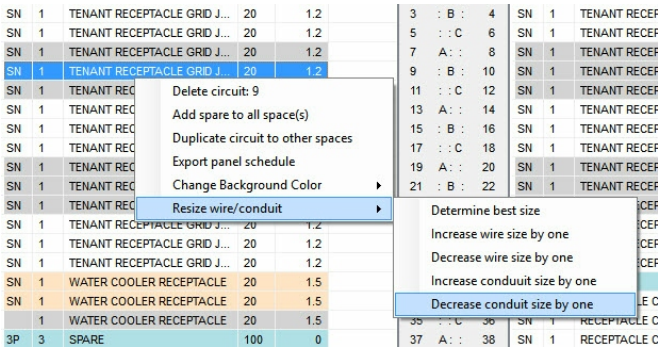 SN 1 TENANT RECEPTACLE GRID J... 20 1.2 3 : B : 4 SN 1 TENANT RECEP
SN 1 TENANT RECEPTACLE GRID J... 20 1.2 5 : : C 6 SN 1 TENANT RECEP
SN 1 TENANT RECEPTACLE GRID J... 20 1.2 7 A : : 8 SN 1 TENANT RECEP
SN 1 TENANT RECEPTACLE GRID J... 20 1.2 9 : B : 10 SN 1 TENANT RECEP
SN 1 TENANT REC 11 : : C 12 SN 1 TENANT RECEP
SN 1 TENANT REC 13 A : : 14 SN 1 TENANT RECEP
SN 1 TENANT REC 15 : B : 16 SN 1 TENANT RECEP
SN 1 TENANT REC 17 : : C 18 SN 1 TENANT RECEP
SN 1 TENANT REC 19 A : : 20 SN 1 TENANT RECEP
SN 1 TENANT REC 21 : B : 22 SN 1 TENANT RECEP
SN 1 TENANT REC
SN 1 TENANT RECEPTACLE GRID J... 20 1.2
SN 1 TENANT RECEPTACLE GRID J... 20 1.2
SN 1 WATER COOLER RECEPTACLE 20 1.5
SN 1 WATER COOLER RECEPTACLE 20 1.5
1 WATER COOLER RECEPTACLE 20 1.5 35 : : C 36 SN 1 RECEPTACLE C
3P 3 SPARE 100 0 37 A : : 38 SN 1 RECEPTACLE C
Delete circuit: 9
Add spare to all space(s)
Duplicate circuit to other spaces
Export panel schedule
Change Background Color
Resize wire/conduit
Determine best size
Increase wire size by one
Decrease wire size by one
Increase conduuit size by one
Decrease conduit size by one